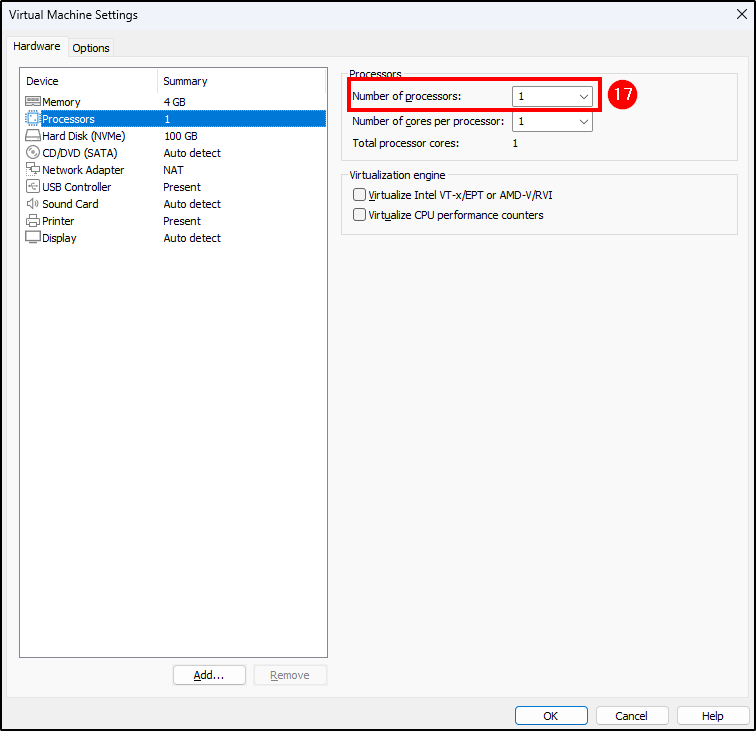 Virtual Machine Settings
Hardware Options
Device Summary
Memory 4 GB
Processors 1
Hard Disk (NVMe) 100 GB
CD/DVD (SATA) Auto detect
Network Adapter NAT
USB Controller Present
Sound Card Auto detect
Printer Present
Display Auto detect
Add...
Remove
Processors
Number of processors: 1
17
Number of cores per processor: 1
Total processor cores: 1
Virtualization engine
Virtualize Intel VT-x/EPT or AMD-V/RVI
Virtualize CPU performance counters
OK Cancel Help